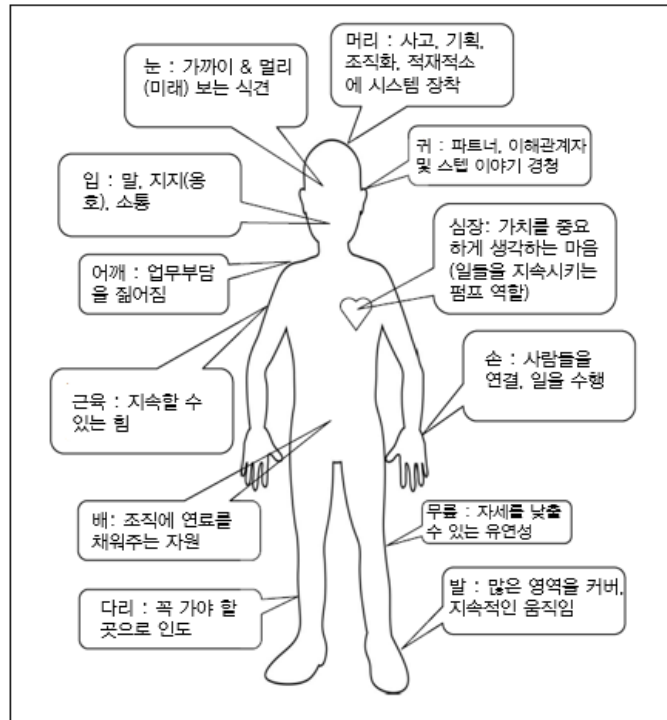 머리 : 사고, 기획,
조직화, 적재적소
에 시스템 장착
눈 : 가까이 & 멀리
(미래) 보는 식견
귀 : 파트너, 이해관계자
및 스텝 이야기 경청
입 : 말, 지지(옹
호), 소통
심장: 가치를 중요
하게 생각하는 마음
(일들을 지속시키는
펌프 역할)
어깨 : 업무부담
을 짊어짐
손 : 사람들을
연결, 일을 수행
근육 : 지속할 수
있는 힘
배: 조직에 연료를
채워주는 자원
무릎 : 자세를 낮출
수 있는 유연성
다리 : 꼭 가야 할
곳으로 인도
발 : 많은 영역을 커버,
지속적인 움직임